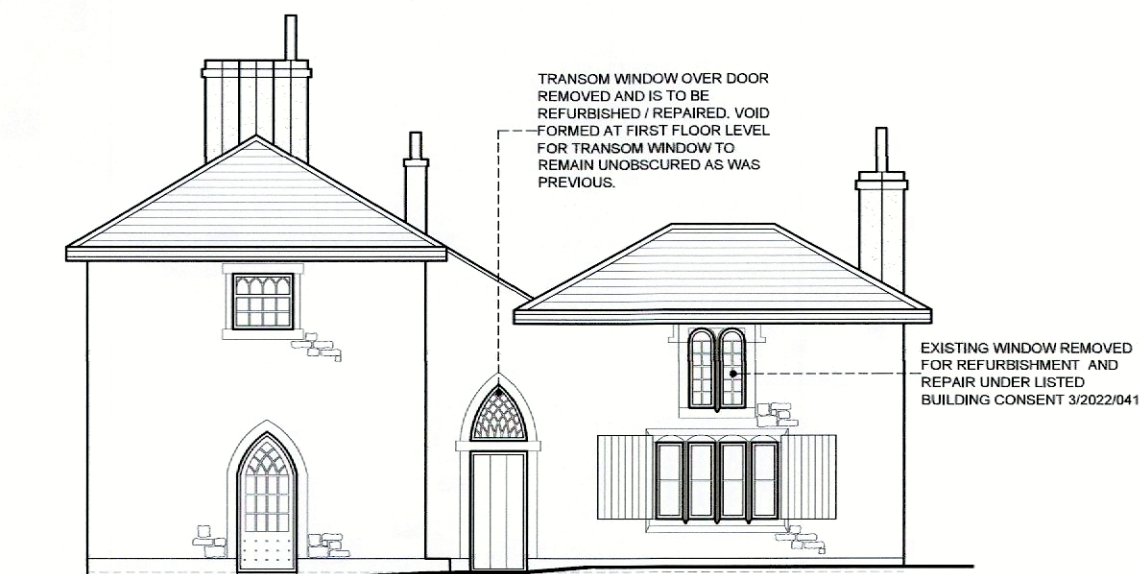 TRANSOM WINDOW OVER DOOR
REMOVED AND IS TO BE
REFURBISHED / REPAIRED. VOID
FORMED AT FIRST FLOOR LEVEL
FOR TRANSOM WINDOW TO
REMAIN UNOBSCURED AS WAS
PREVIOUS.
EXISTING WINDOW REMOVED
FOR REFURBISHMENT AND
REPAIR UNDER LISTED
BUILDING CONSENT 3/2022/041